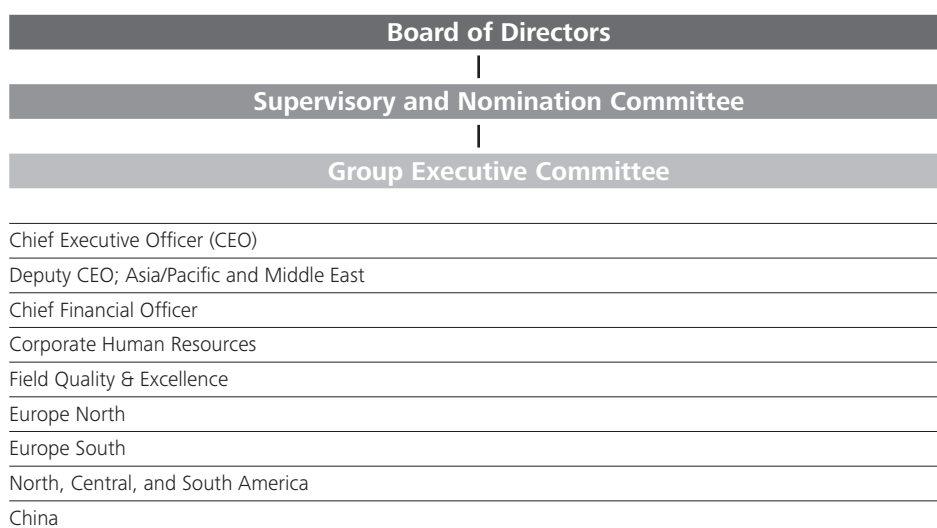 Board of Directors
Supervisory and Nomination Committee
Group Executive Committee
Chief Executive Officer (CEO)
Deputy CEO; Asia/Pacific and Middle East
Chief Financial Officer
Corporate Human Resources
Field Quality & Excellence
Europe North
Europe South
North, Central, and South America
China